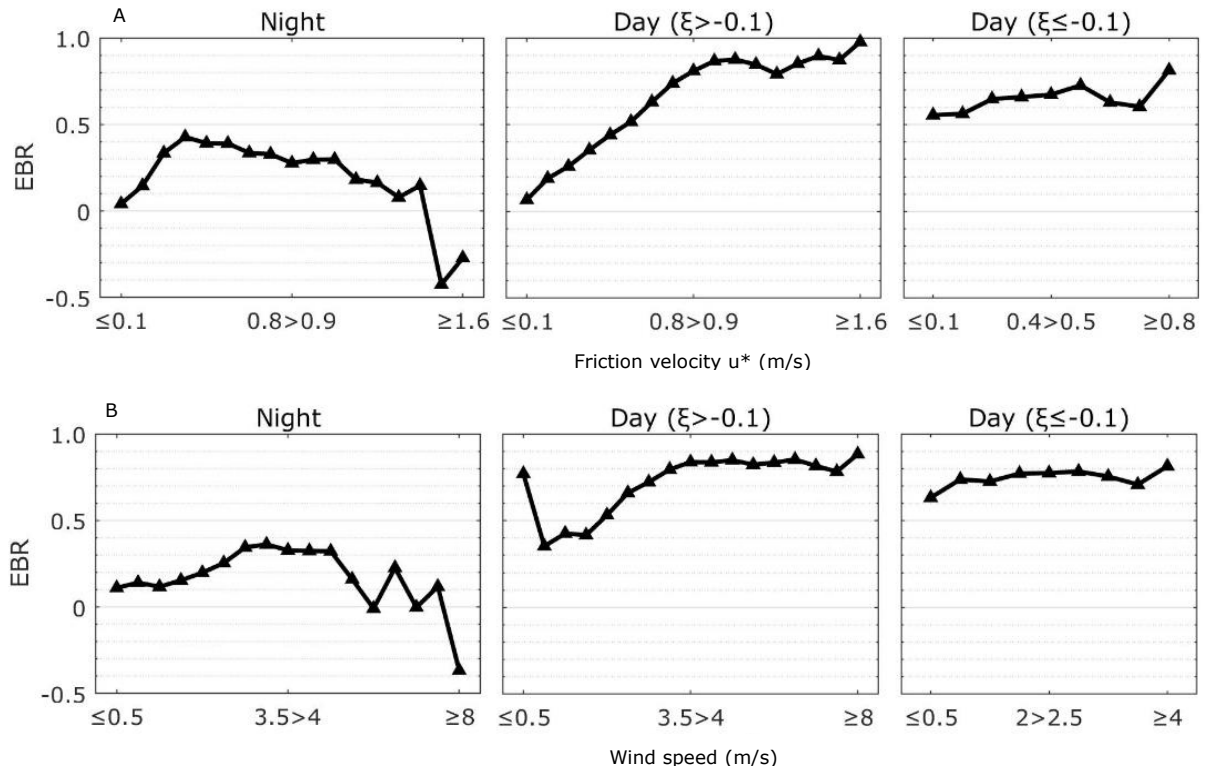 A
Night
Day (ξ>-0.1)
Day (ξ≤-0.1)
EBR
1.0
0.5
0
-0.5
≤0.1
0.8>0.9
≥1.6
≤0.1
0.8>0.9
≥1.6
≤0.1
0.4>0.5
≥0.8
Friction velocity u* (m/s)
B
Night
Day (ξ>-0.1)
Day (ξ≤-0.1)
EBR
1.0
0.5
0
-0.5
≤0.5
3.5>4
≥8
≤0.5
3.5>4
≥8
≤0.5
2>2.5
≥4
Wind speed (m/s)